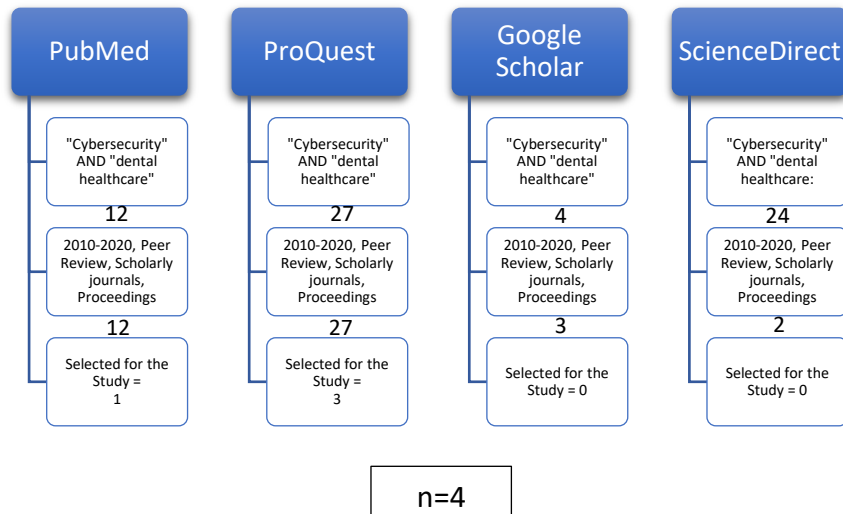 PubMed
"Cybersecurity"
AND "dental
healthcare"
12
2010-2020, Peer
Review, Scholarly
journals,
Proceedings
12
Selected for the
Study =
1
ProQuest
"Cybersecurity"
AND "dental
healthcare"
27
2010-2020, Peer
Review, Scholarly
journals,
Proceedings
27
Selected for the
Study =
3
Google
Scholar
"Cybersecurity"
AND "dental
healthcare"
4
2010-2020, Peer
Review, Scholarly
journals,
Proceedings
3
Selected for the
Study = 0
ScienceDirect
"Cybersecurity"
AND "dental
healthcare:
24
2010-2020, Peer
Review, Scholarly
journals,
Proceedings
2
Selected for the
Study = 0
n=4